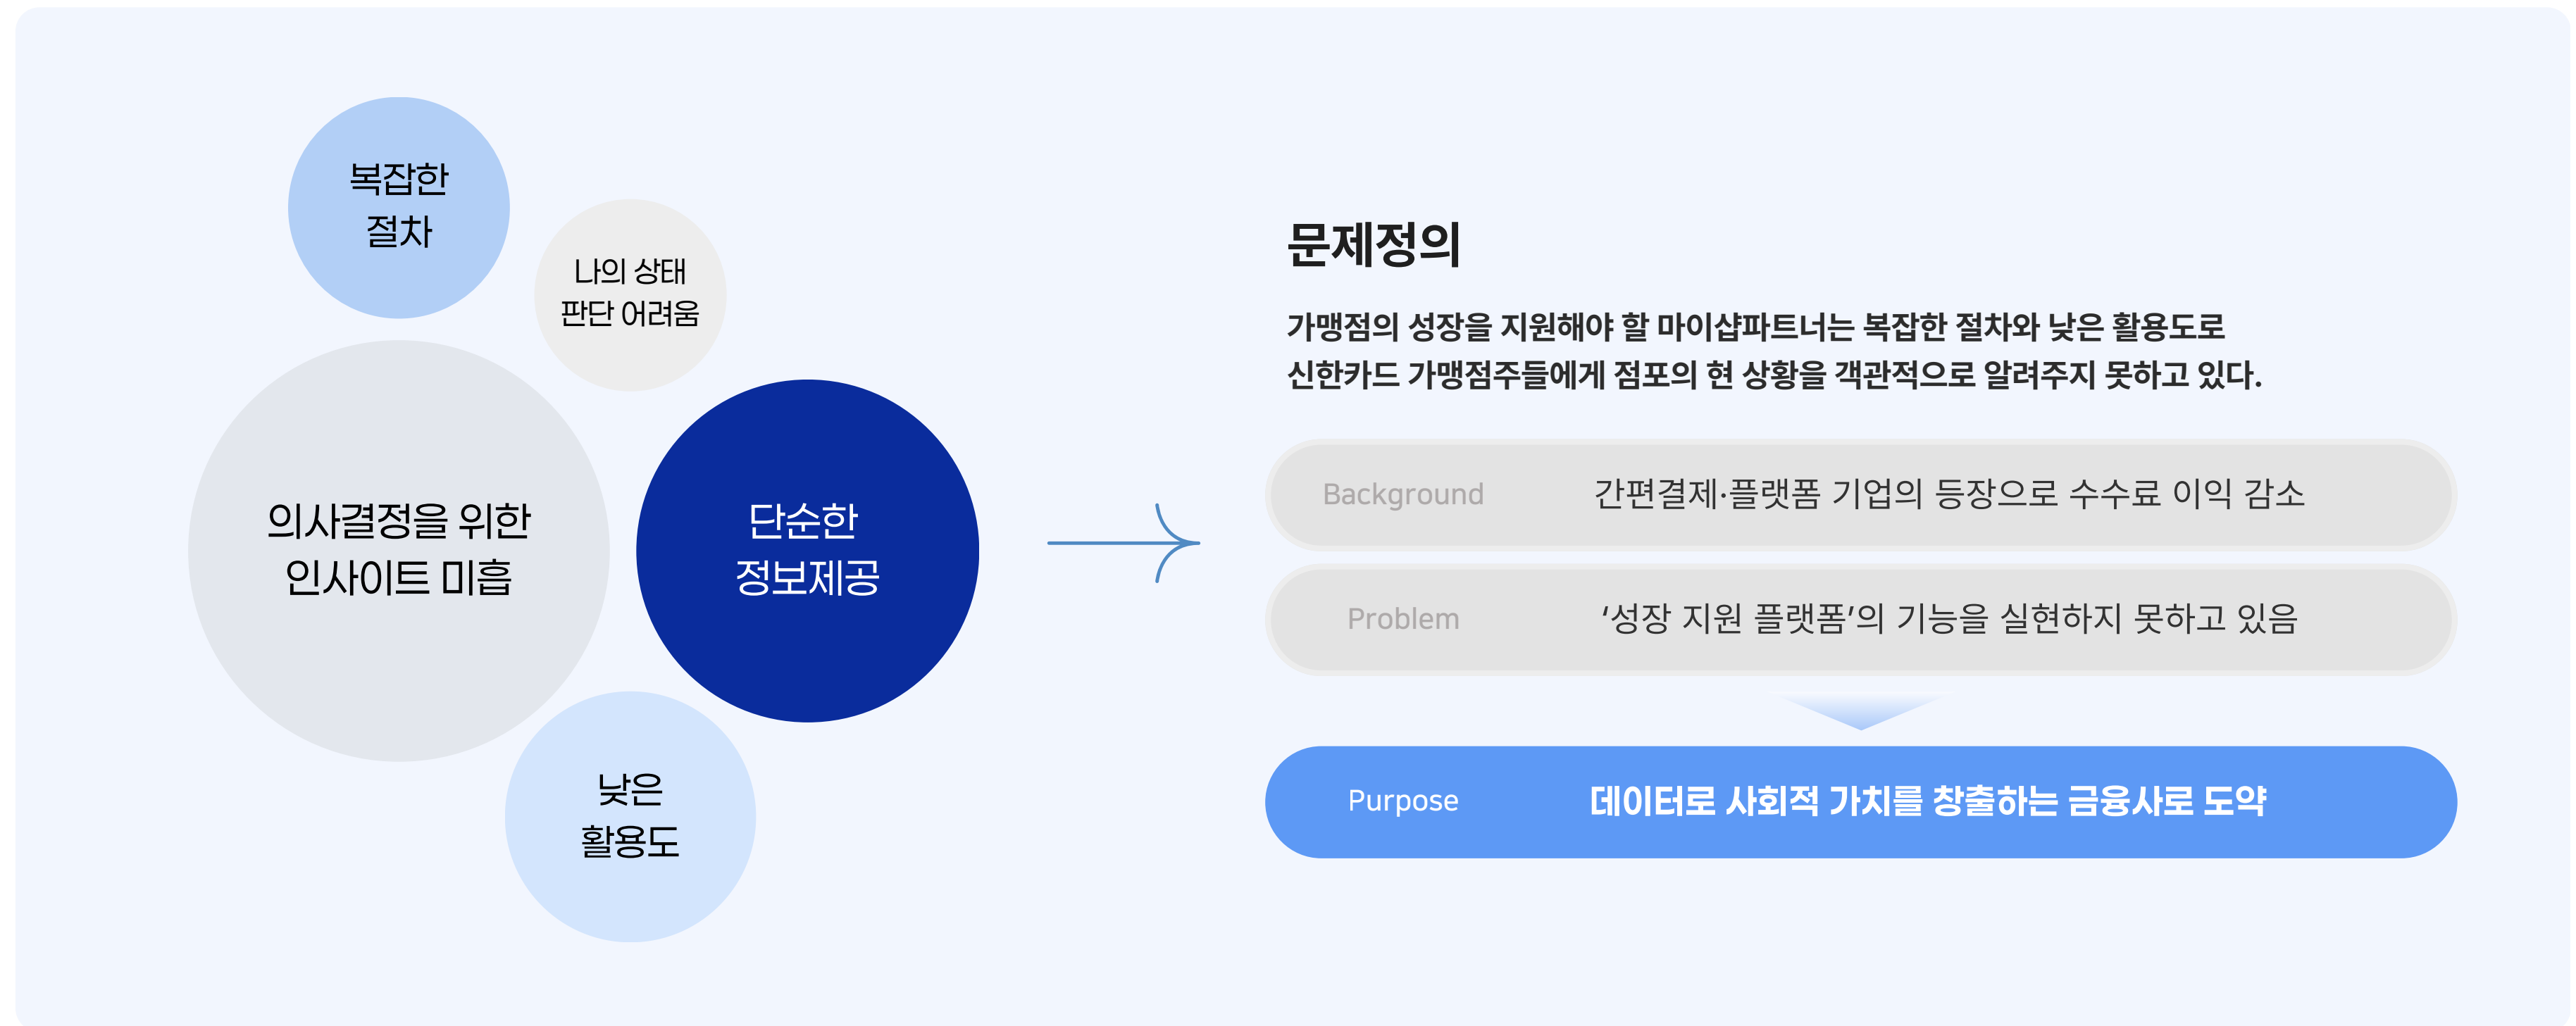 복잡한
절차
나의 상태
판단 어려움
의사결정을 위한
인사이트 미흡
단순한
정보제공
낮은
활용도
문제정의
가맹점의 성장을 지원해야 할 마이샵파트너는 복잡한 절차와 낮은 활용도로
신한카드 가맹점주들에게 점포의 현 상황을 객관적으로 알려주지 못하고 있다.
Background 간편결제·플랫폼 기업의 등장으로 수수료 이익 감소
Problem ‘성장 지원 플랫폼’의 기능을 실현하지 못하고 있음
Purpose 데이터로 사회적 가치를 창출하는 금융사로 도약